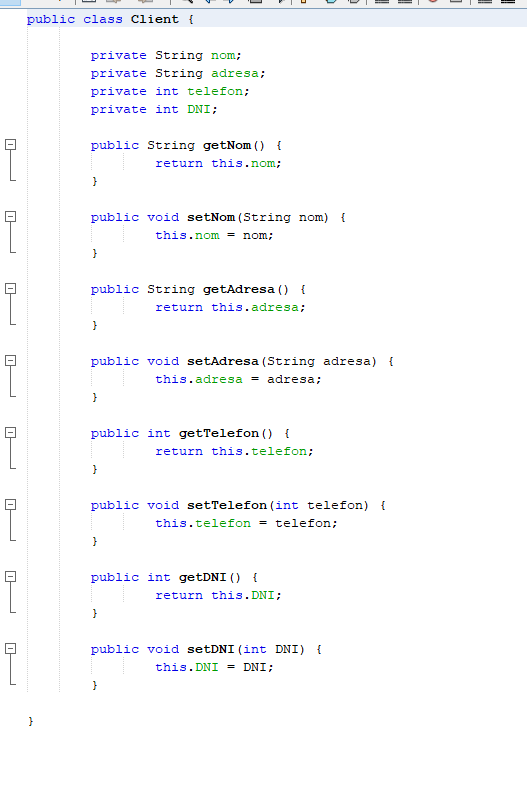 public class Client {
private String nom;
private String adresa;
private int telefon;
private int DNI;
public String getNom() {
return this.nom;
}
public void setNom(String nom) {
this.nom = nom;
}
public String getAdresa() {
return this.adresa;
}
public void setAdresa(String adresa) {
this.adresa = adresa;
}
public int getTelefon() {
return this.telefon;
}
public void setTelefon(int telefon) {
this.telefon = telefon;
}
public int getDNI() {
return this.DNI;
}
public void setDNI(int DNI) {
this.DNI = DNI;
}
}